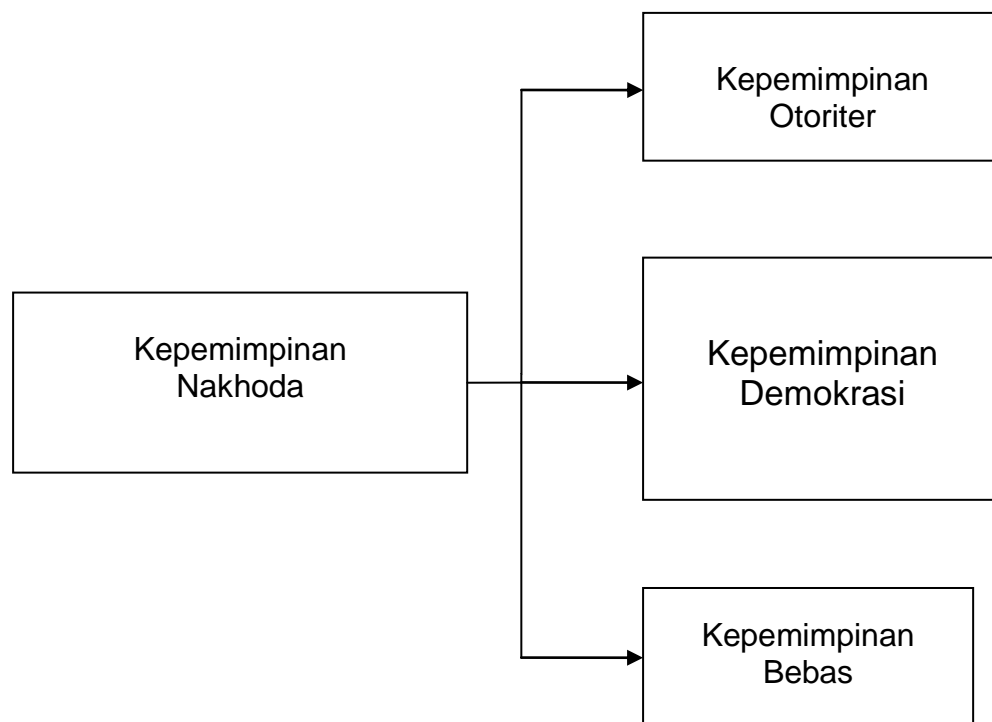 Kepemimpinan
Otoriter
Kepemimpinan
Nakhoda
Kepemimpinan
Demokrasi
Kepemimpinan
Bebas